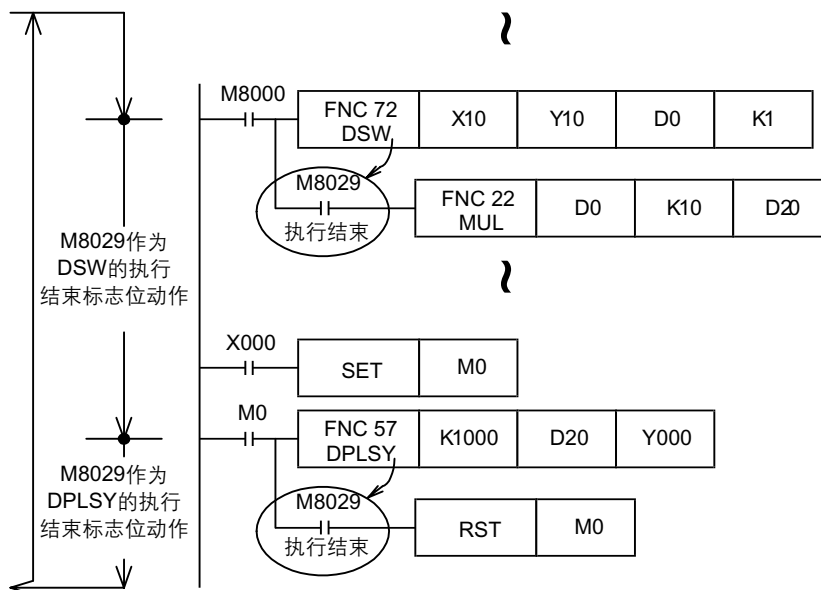 M8000
FNC 72
DSW
X10
Y10
D0
K1
M8029
执行结束
FNC 22
MUL
D0
K10
D20
M8029作为
DSW的执行
结束标志位动作
X000
SET
M0
M0
FNC 57
DPLSY
K1000
D20
Y000
M8029作为
DPLSY的执行
结束标志位动作
M8029
执行结束
RST
M0